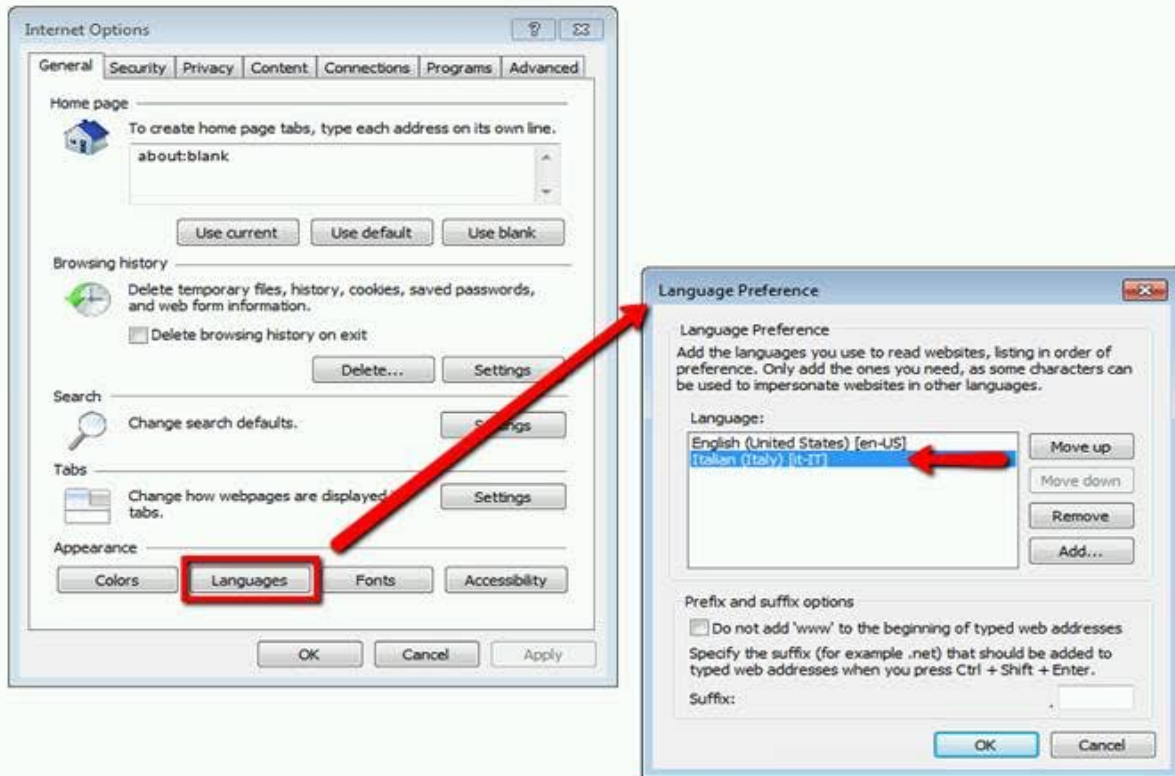 Internet Options
General Security Privacy Content Connections Programs Advanced
Home page
To create home page tabs, type each address on its own line.
about:blank
Use current Use default Use blank
Browsing history
Delete temporary files, history, cookies, saved passwords,
and web form information.
Delete browsing history on exit
Delete... Settings
Search
Change search defaults.
Tabs
Change how webpages are displayed
tabs.
Settings
Appearance
Colors Languages Fonts Accessibility
OK Cancel Apply
Language Preference
Language Preference
Add the languages you use to read websites, listing in order of
preference. Only add the ones you need, as some characters can
be used to impersonate websites in other languages.
Language:
English (United States) [en-US]
Italian (Italy) [it-IT]
Move up
Move down
Remove
Add...
Prefix and suffix options
Do not add 'www' to the beginning of typed web addresses
Specify the suffix (for example .net) that should be added to
typed web addresses when you press Ctrl + Shift + Enter.
Suffix: .
OK Cancel